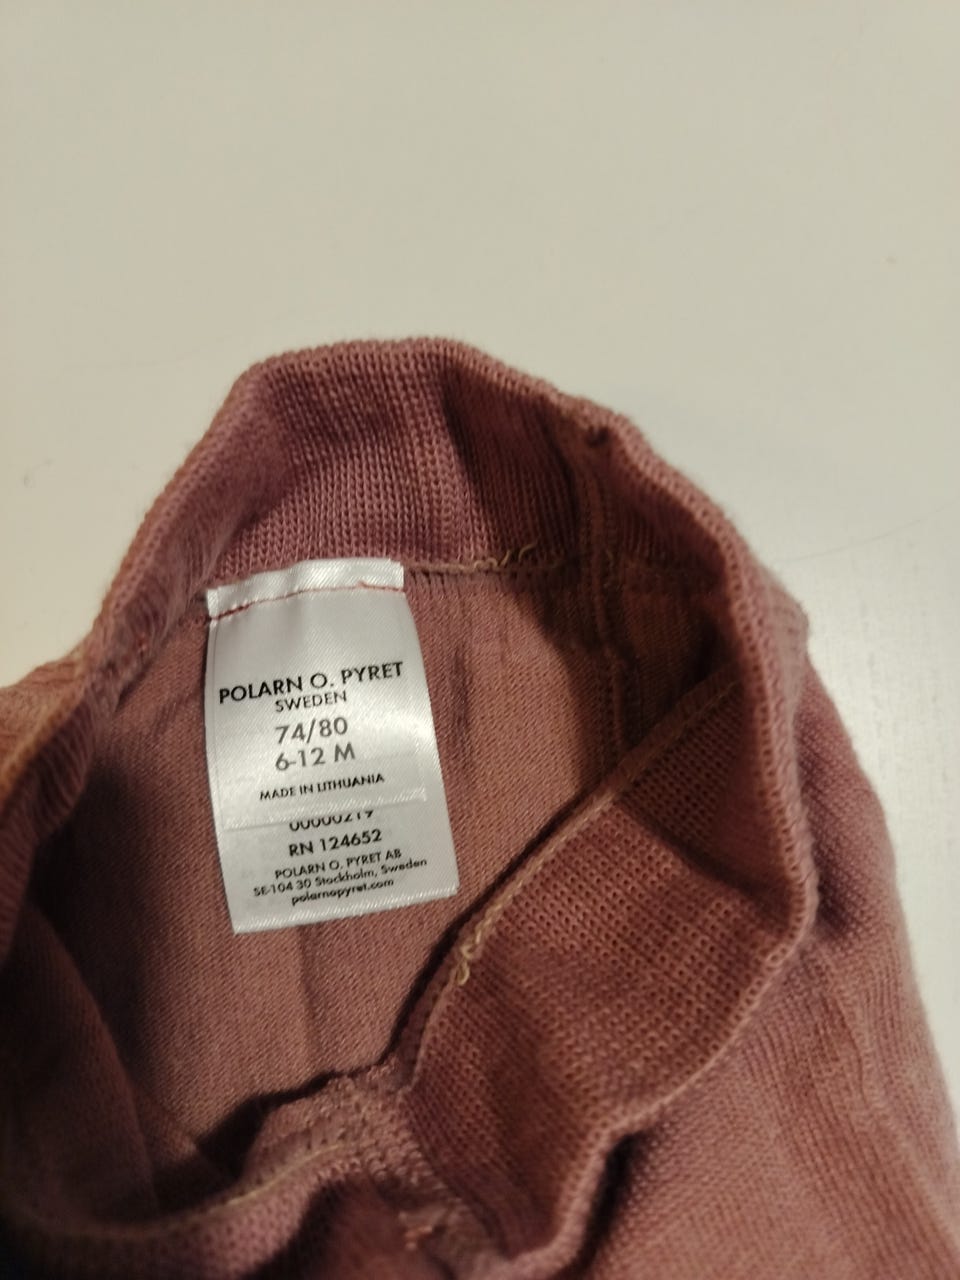 POLARN O. PYRET
SWEDEN
74/80
6-12 M
MADE IN LITHUANIA
00000219
RN 124652
POLARN O. PYRET AB
SE-104 30 Stockholm, Sweden
polarnopyret.com